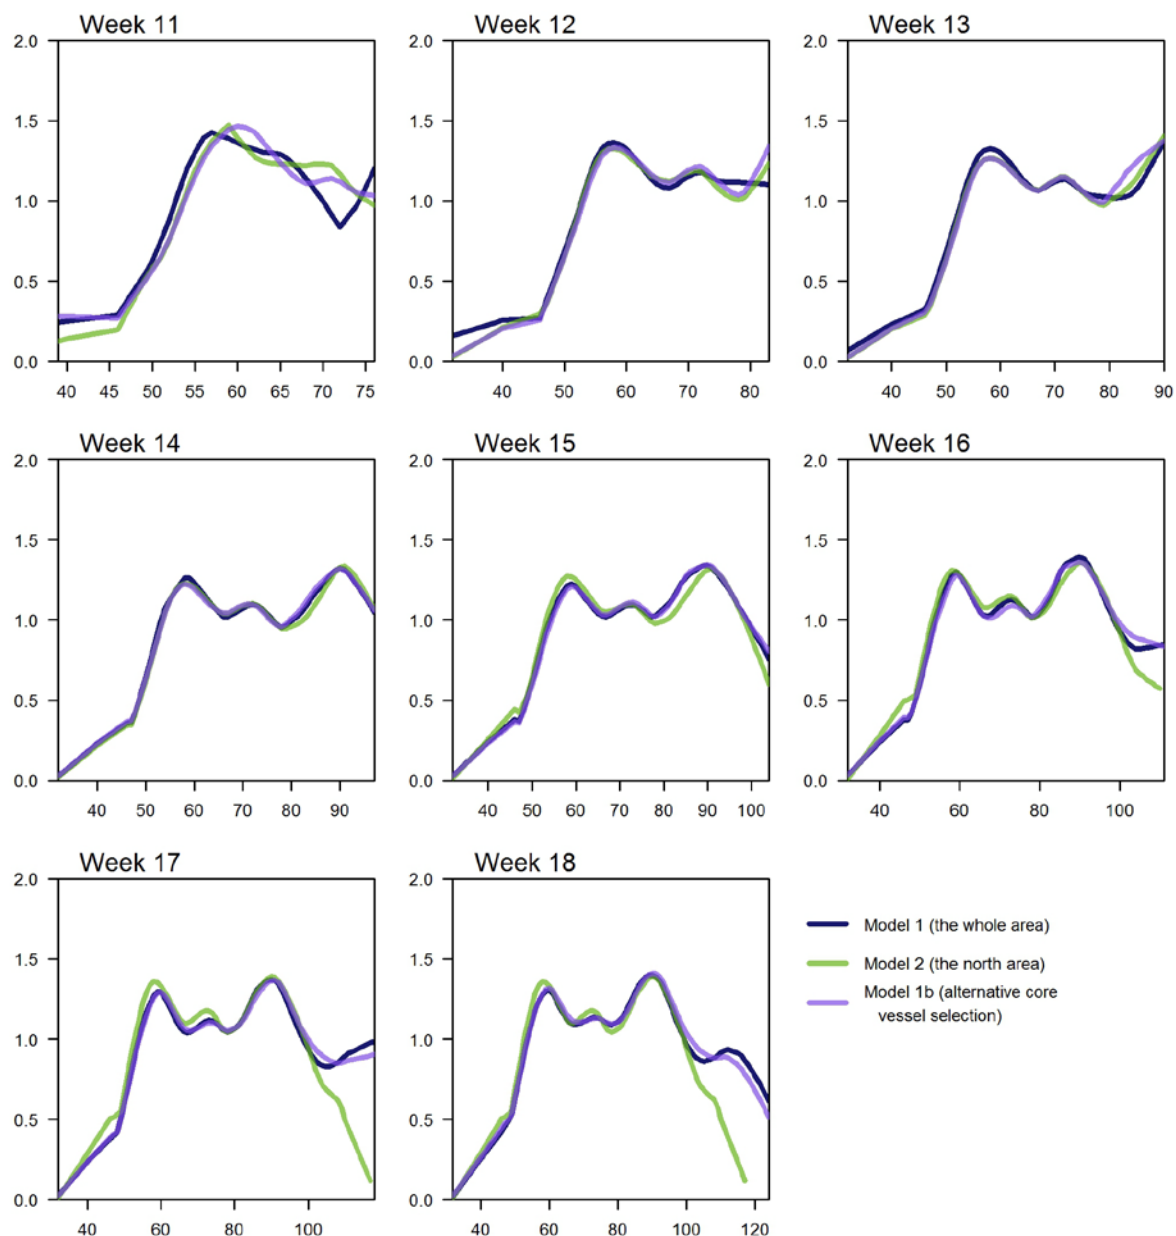 Week 11
Week 12
Week 13
2.0
1.5
1.0
0.5
0.0
40 45 50 55 60 65 70 75
2.0
1.5
1.0
0.5
0.0
40 50 60 70 80
2.0
1.5
1.0
0.5
0.0
40 50 60 70 80 90
Week 14
Week 15
Week 16
2.0
1.5
1.0
0.5
0.0
40 50 60 70 80 90
2.0
1.5
1.0
0.5
0.0
40 50 60 70 80 90 100
2.0
1.5
1.0
0.5
0.0
40 60 80 100
Week 17
Week 18
2.0
1.5
1.0
0.5
0.0
40 60 80 100
2.0
1.5
1.0
0.5
0.0
40 60 80 100 120
Model 1 (the whole area)
Model 2 (the north area)
Model 1b (alternative core
vessel selection)